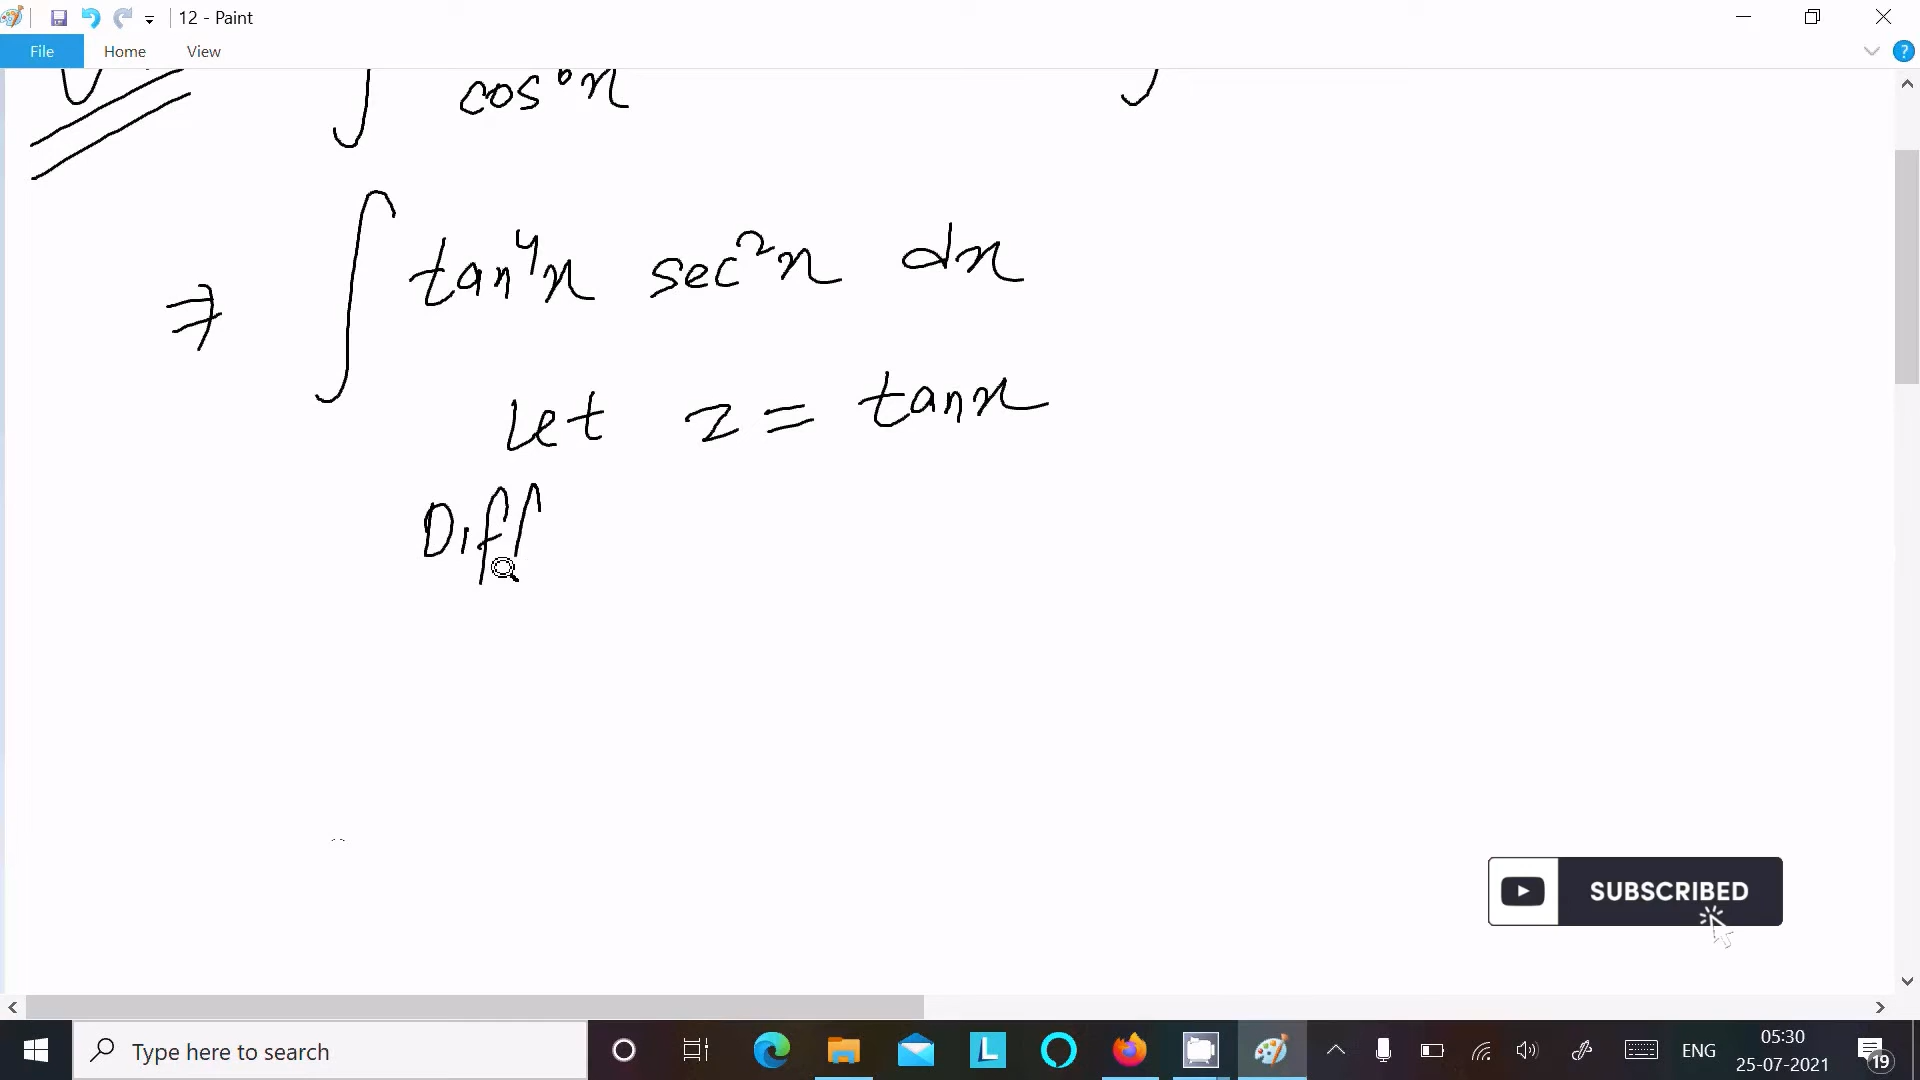 12 - Paint
File Home View
∫ cos⁶x ∫
⇒ ∫ tan⁴x sec²x dx
Let z = tanx
Diff
SUBSCRIBED
Type here to search
ENG
05:30
25-07-2021
19